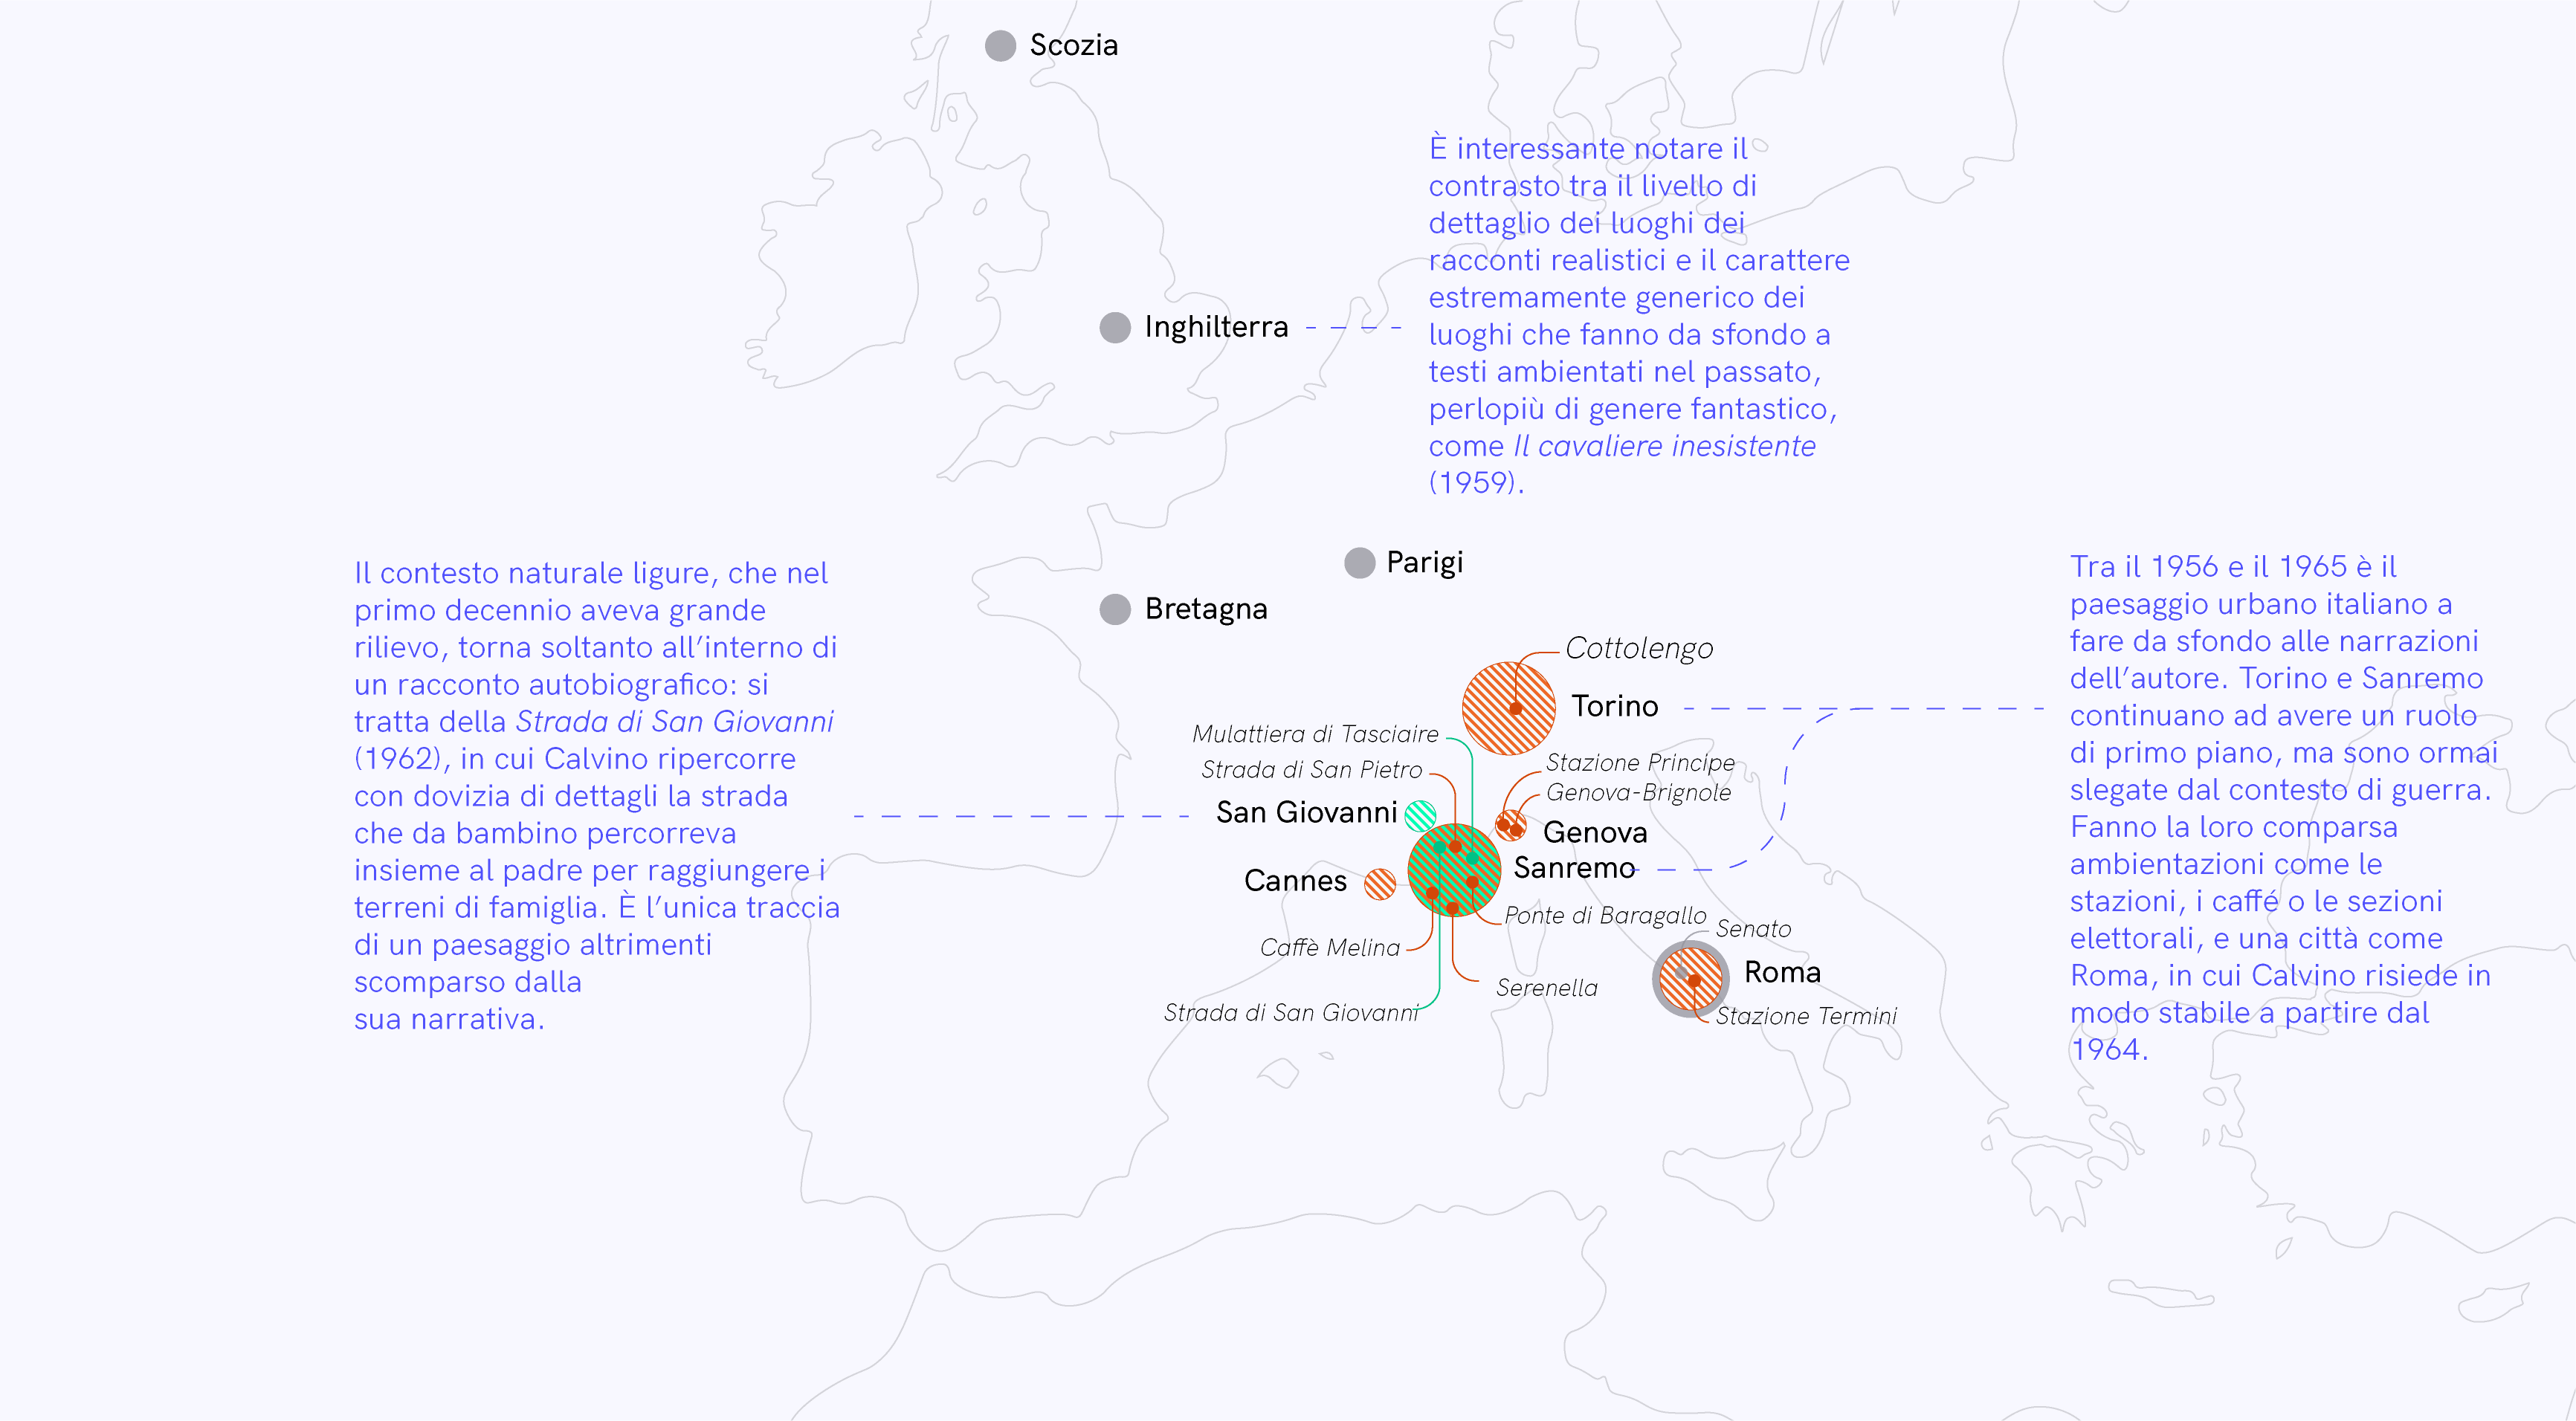 Scozia
È interessante notare il
contrasto tra il livello di
dettaglio dei luoghi dei
racconti realistici e il carattere
estremamente generico dei
luoghi che fanno da sfondo a
testi ambientati nel passato,
perlopiù di genere fantastico,
come Il cavaliere inesistente
(1959).
Inghilterra
Parigi
Bretagna
Il contesto naturale ligure, che nel
primo decennio aveva grande
rilievo, torna soltanto all’interno di
un racconto autobiografico: si
tratta della Strada di San Giovanni
(1962), in cui Calvino ripercorre
con dovizia di dettagli la strada
che da bambino percorreva
insieme al padre per raggiungere i
terreni di famiglia. È l’unica traccia
di un paesaggio altrimenti
scomparso dalla
sua narrativa.
Cottolengo
Torino
Mulattiera di Tasciaire
Strada di San Pietro
Stazione Principe
Genova-Brignole
San Giovanni
Genova
Sanremo
Cannes
Ponte di Baragallo
Senato
Caffè Melina
Roma
Serenella
Strada di San Giovanni
Stazione Termini
Tra il 1956 e il 1965 è il
paesaggio urbano italiano a
fare da sfondo alle narrazioni
dell’autore. Torino e Sanremo
continuano ad avere un ruolo
di primo piano, ma sono ormai
slegate dal contesto di guerra.
Fanno la loro comparsa
ambientazioni come le
stazioni, i caffé o le sezioni
elettorali, e una città come
Roma, in cui Calvino risiede in
modo stabile a partire dal
1964.